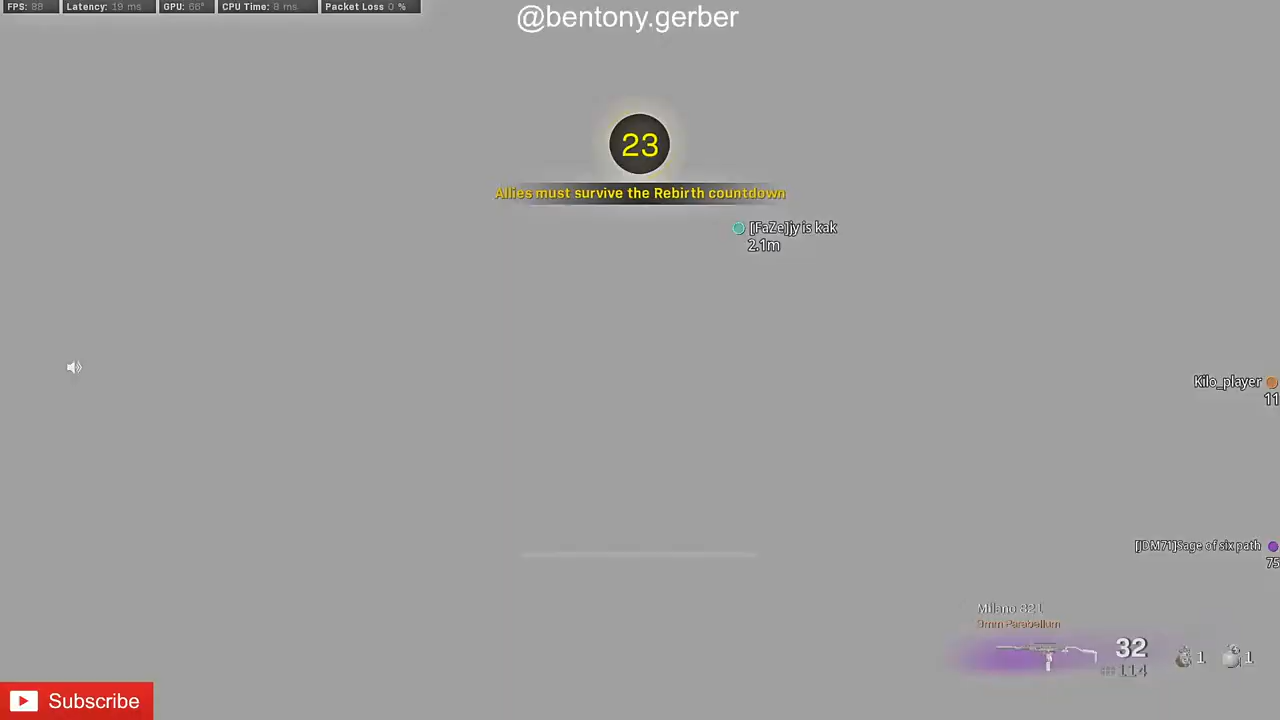 FPS: 88 Latency: 19 ms GPU: 66° CPU Time: 8 ms Packet Loss 0 %
@bentony.gerber
23
Allies must survive the Rebirth countdown
[FaZe]jy is kak
2.1m
Kilo_player
11
[JDM71]Sage of six path
75
Milano 821
9mm Parabellum
32
114
1
1
Subscribe